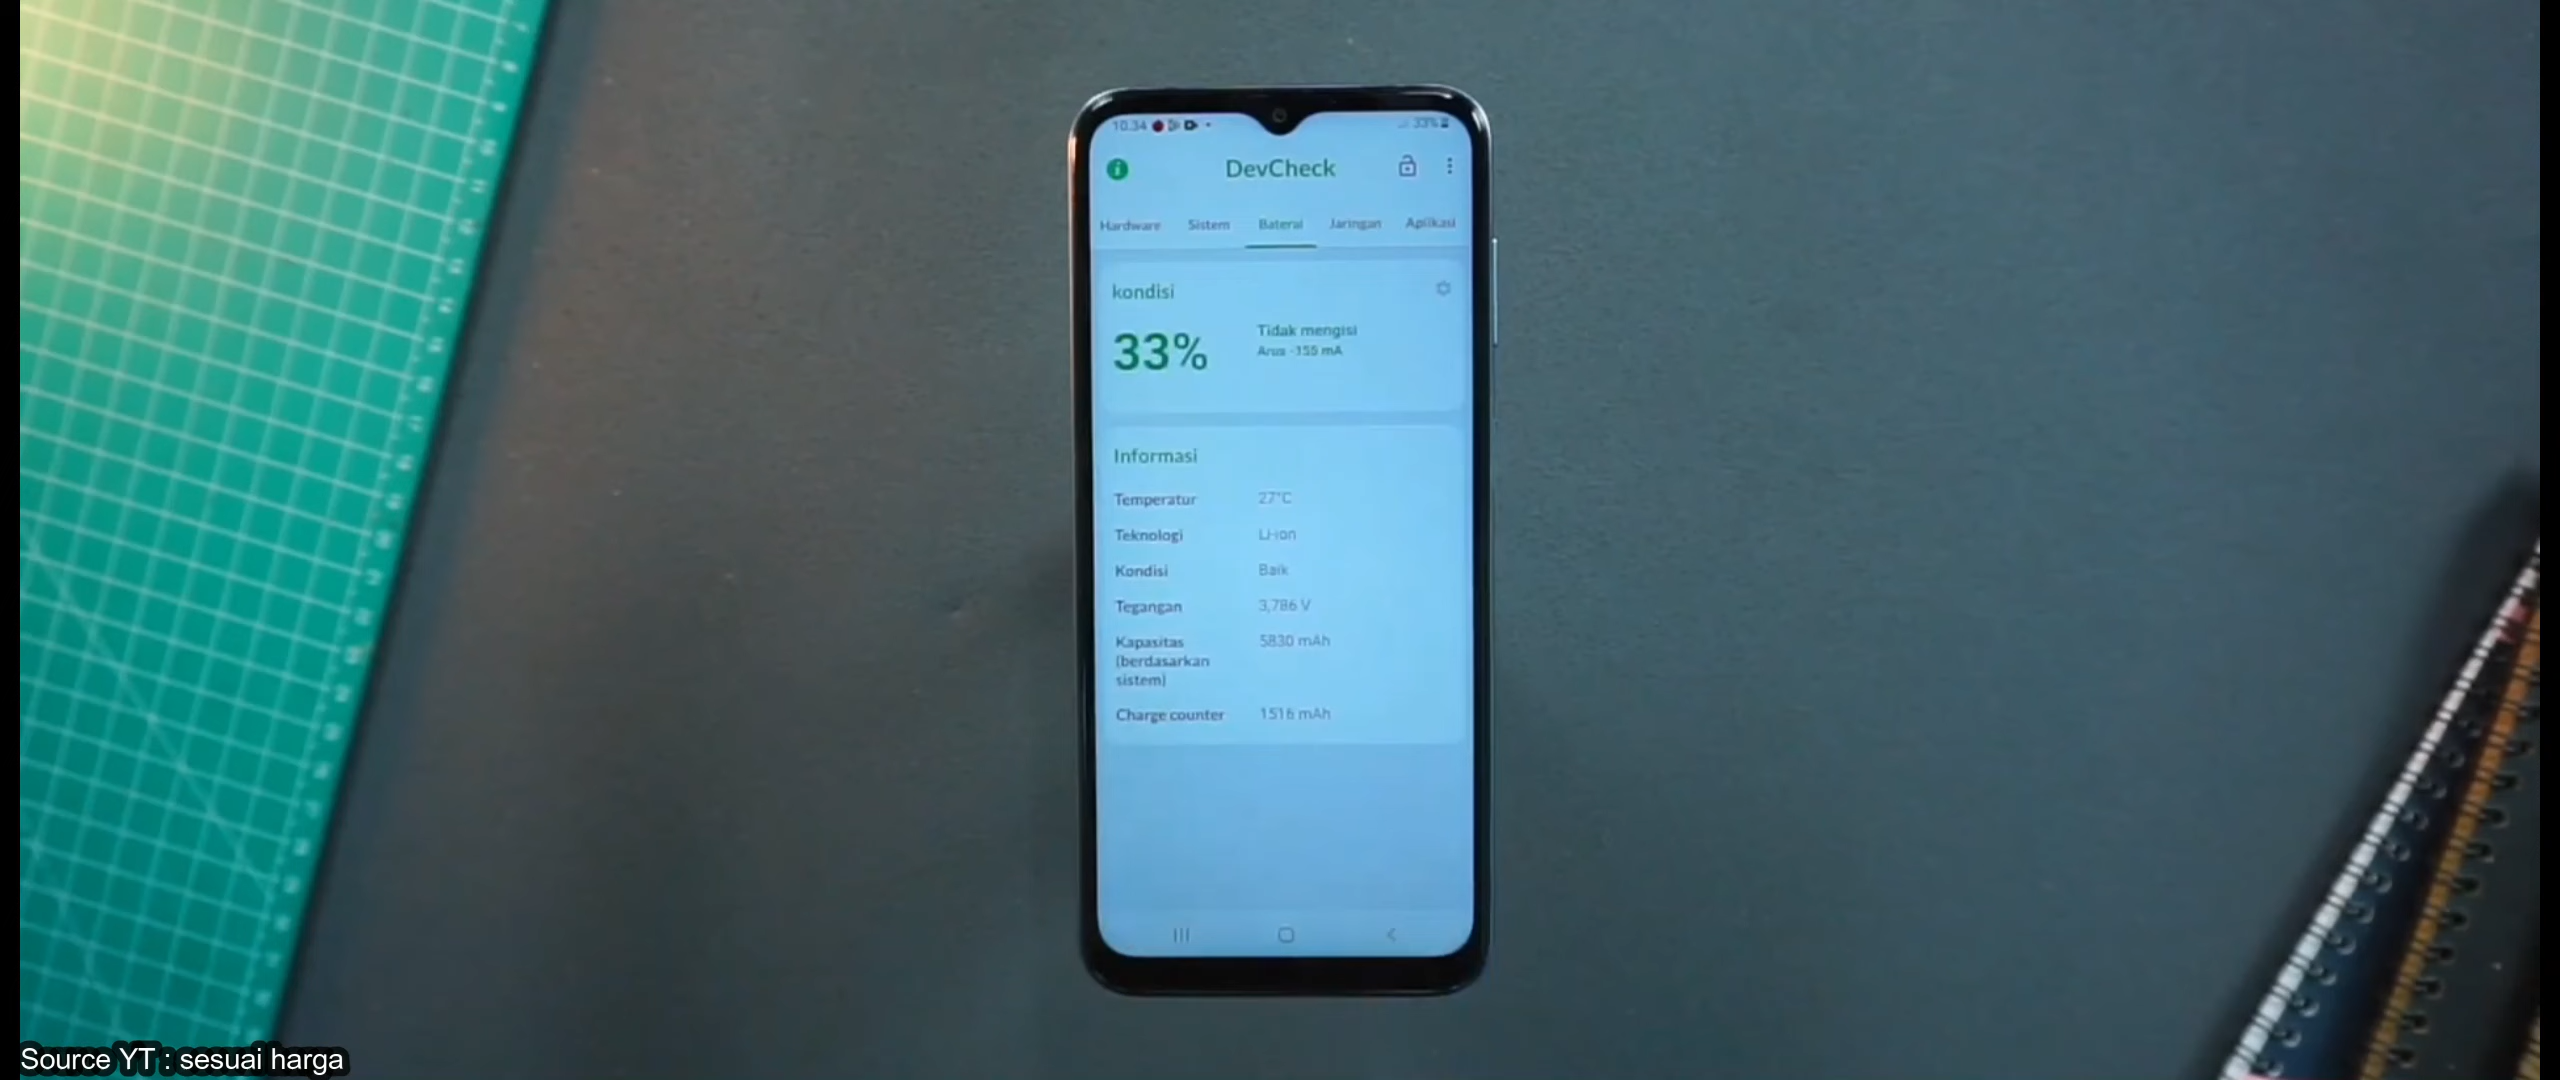 10.34
33%
DevCheck
Hardware Sistem Baterai Jaringan Aplikasi
kondisi
33%
Tidak mengisi
Arus -155 mA
Informasi
Temperatur 27°C
Teknologi Li-ion
Kondisi Baik
Tegangan 3,786 V
Kapasitas 5830 mAh
(berdasarkan
sistem)
Charge counter 1516 mAh
Source YT : sesuai harga